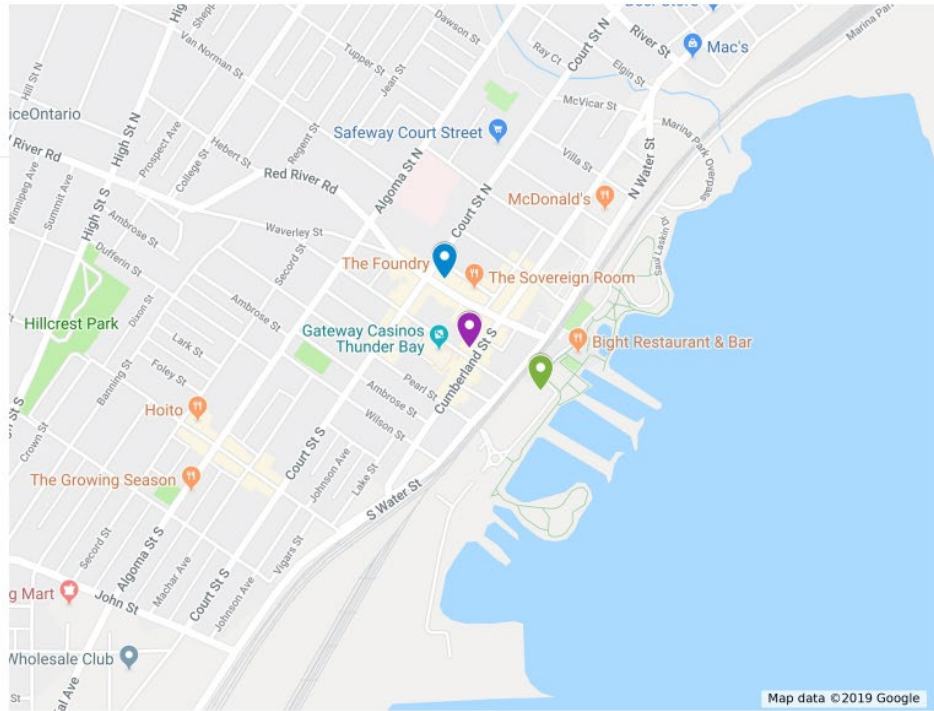 Beer Store
Marina Park
Dawson St
River St
Mac's
Court St N
Ray Ct
Elgin St
Van Norman St
Tupper St
Jean St
High St N
Hill St N
McVicar St
iceOntario
Safeway Court Street
Prospect Ave
College St
Hebert St
Regent St
Marina Park Overpass
River Rd
Red River Rd
Algoma St N
Villa St
N Water St
Winnipeg Ave
Summit Ave
High St S
McDonald's
Court St N
Ambrose St
Waverley St
Saul Laskin Dr
Dufferin St
Second St
The Foundry
The Sovereign Room
Dixon St
Ambrose St
Hillcrest Park
Gateway Casinos
Thunder Bay
Bight Restaurant & Bar
Lark St
Cumberland St S
Banning St
Foley St
Pearl St
Ambrose St
Hoito
Wilson St
Crown St
Court St S
Johnson Ave
Lake St
The Growing Season
S Water St
Second St
Algoma St S
Vigars St
Machar Ave
Court St S
Johnson Ave
g Mart
John St
Wholesale Club
St
Map data ©2019 Google